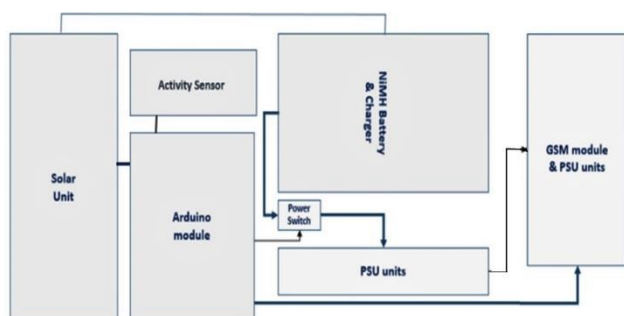 Activity Sensor
NiMH Battery
& Charger
GSM module
& PSU units
Solar
Unit
Arduino
module
Power
Switch
PSU units